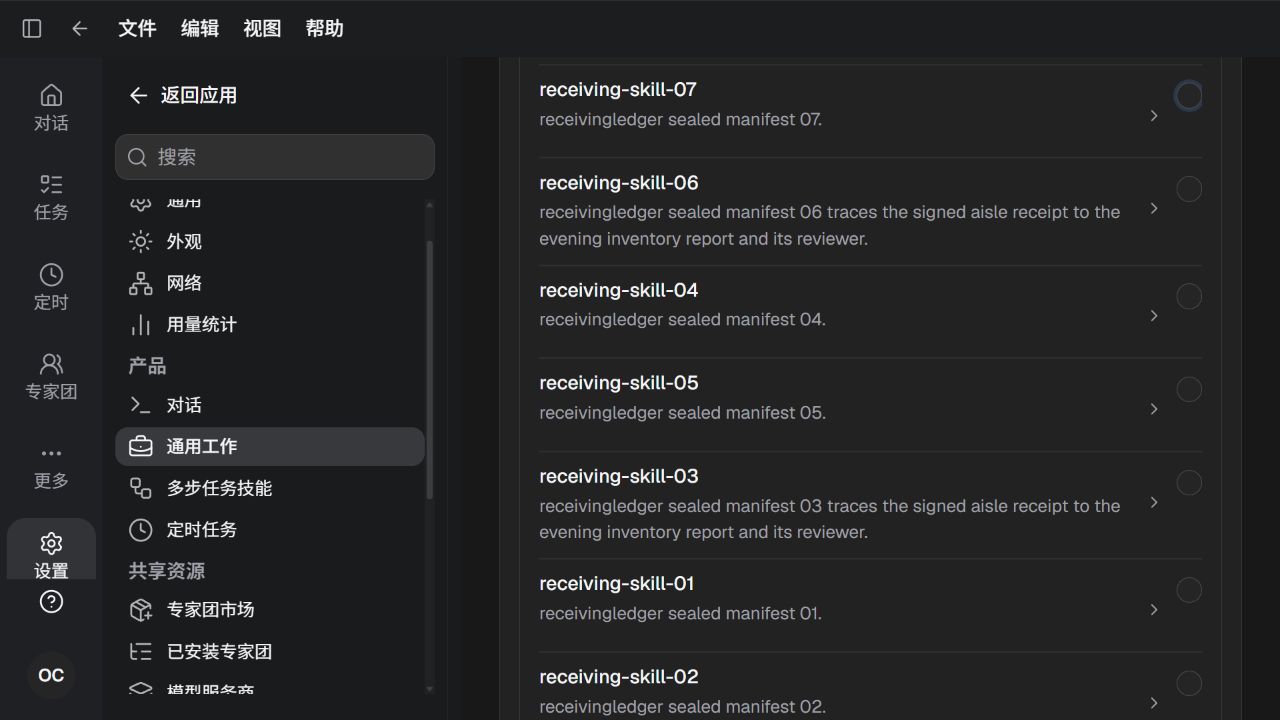 文件 编辑 视图 帮助
对话
任务
定时
专家团
更多
设置
OC
返回应用
搜索
通用
外观
网络
用量统计
产品
对话
通用工作
多步任务技能
定时任务
共享资源
专家团市场
已安装专家团
模型服务商
receiving-skill-07
receivingledger sealed manifest 07.
receiving-skill-06
receivingledger sealed manifest 06 traces the signed aisle receipt to the
evening inventory report and its reviewer.
receiving-skill-04
receivingledger sealed manifest 04.
receiving-skill-05
receivingledger sealed manifest 05.
receiving-skill-03
receivingledger sealed manifest 03 traces the signed aisle receipt to the
evening inventory report and its reviewer.
receiving-skill-01
receivingledger sealed manifest 01.
receiving-skill-02
receivingledger sealed manifest 02.